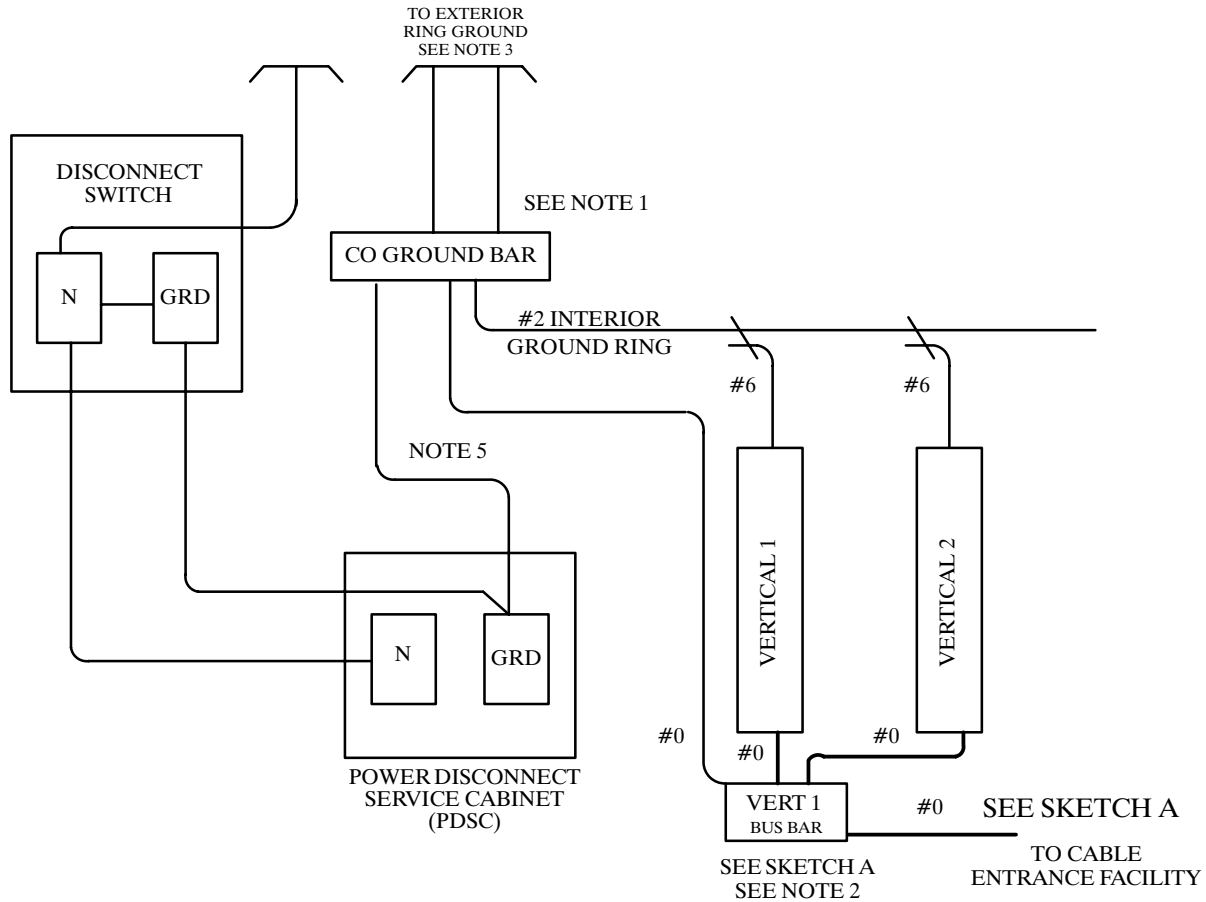 TO EXTERIOR
RING GROUND
SEE NOTE 3
DISCONNECT
SWITCH
SEE NOTE 1
CO GROUND BAR
N
GRD
#2 INTERIOR
GROUND RING
#6
#6
NOTE 5
VERTICAL 1
VERTICAL 2
N
GRD
#0
#0
#0
POWER DISCONNECT
SERVICE CABINET
(PDSC)
VERT 1
BUS BAR
#0
SEE SKETCH A
TO CABLE
ENTRANCE FACILITY
SEE SKETCH A
SEE NOTE 2